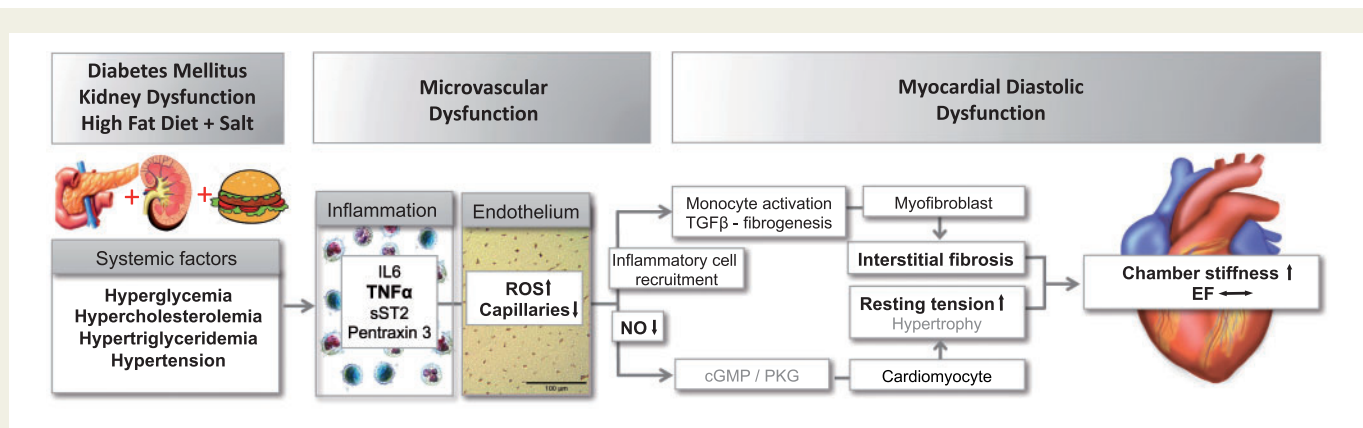 Diabetes Mellitus
Kidney Dysfunction
High Fat Diet + Salt
Microvascular
Dysfunction
Myocardial Diastolic
Dysfunction
+
+
Systemic factors
Hyperglycemia
Hypercholesterolemia
Hypertriglyceridemia
Hypertension
Inflammation
IL6
TNFα
sST2
Pentraxin 3
Endothelium
ROS↑
Capillaries↓
100 µm
Inflammatory cell
recruitment
NO ↓
Monocyte activation
TGFβ - fibrogenesis
Myofibroblast
Interstitial fibrosis
Resting tension ↑
Hypertrophy
cGMP / PKG
Cardiomyocyte
Chamber stiffness ↑
EF ↔